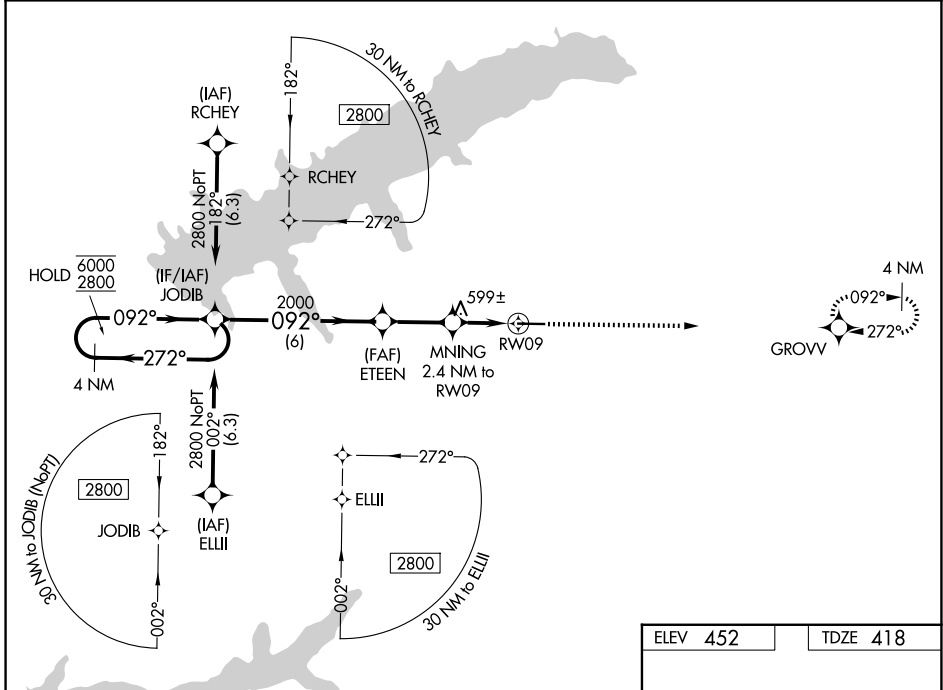 (IAF)
RCHEY
2800 NoPT
182°
(6.3)
182°
30 NM to RCHEY
2800
RCHEY
272°
HOLD
6000
2800
(IF/IAF)
JODIB
092°
272°
4 NM
2000
092°
(6)
(FAF)
ETEEN
599±
MNING
2.4 NM to
RW09
RW09
4 NM
092°
272°
GROVV
2800 NoPT
002°
(6.3)
(IAF)
ELLII
30 NM to JODIB (NoPT)
182°
2800
JODIB
002°
272°
ELLII
2800
002°
30 NM to ELLII
ELEV 452
TDZE 418